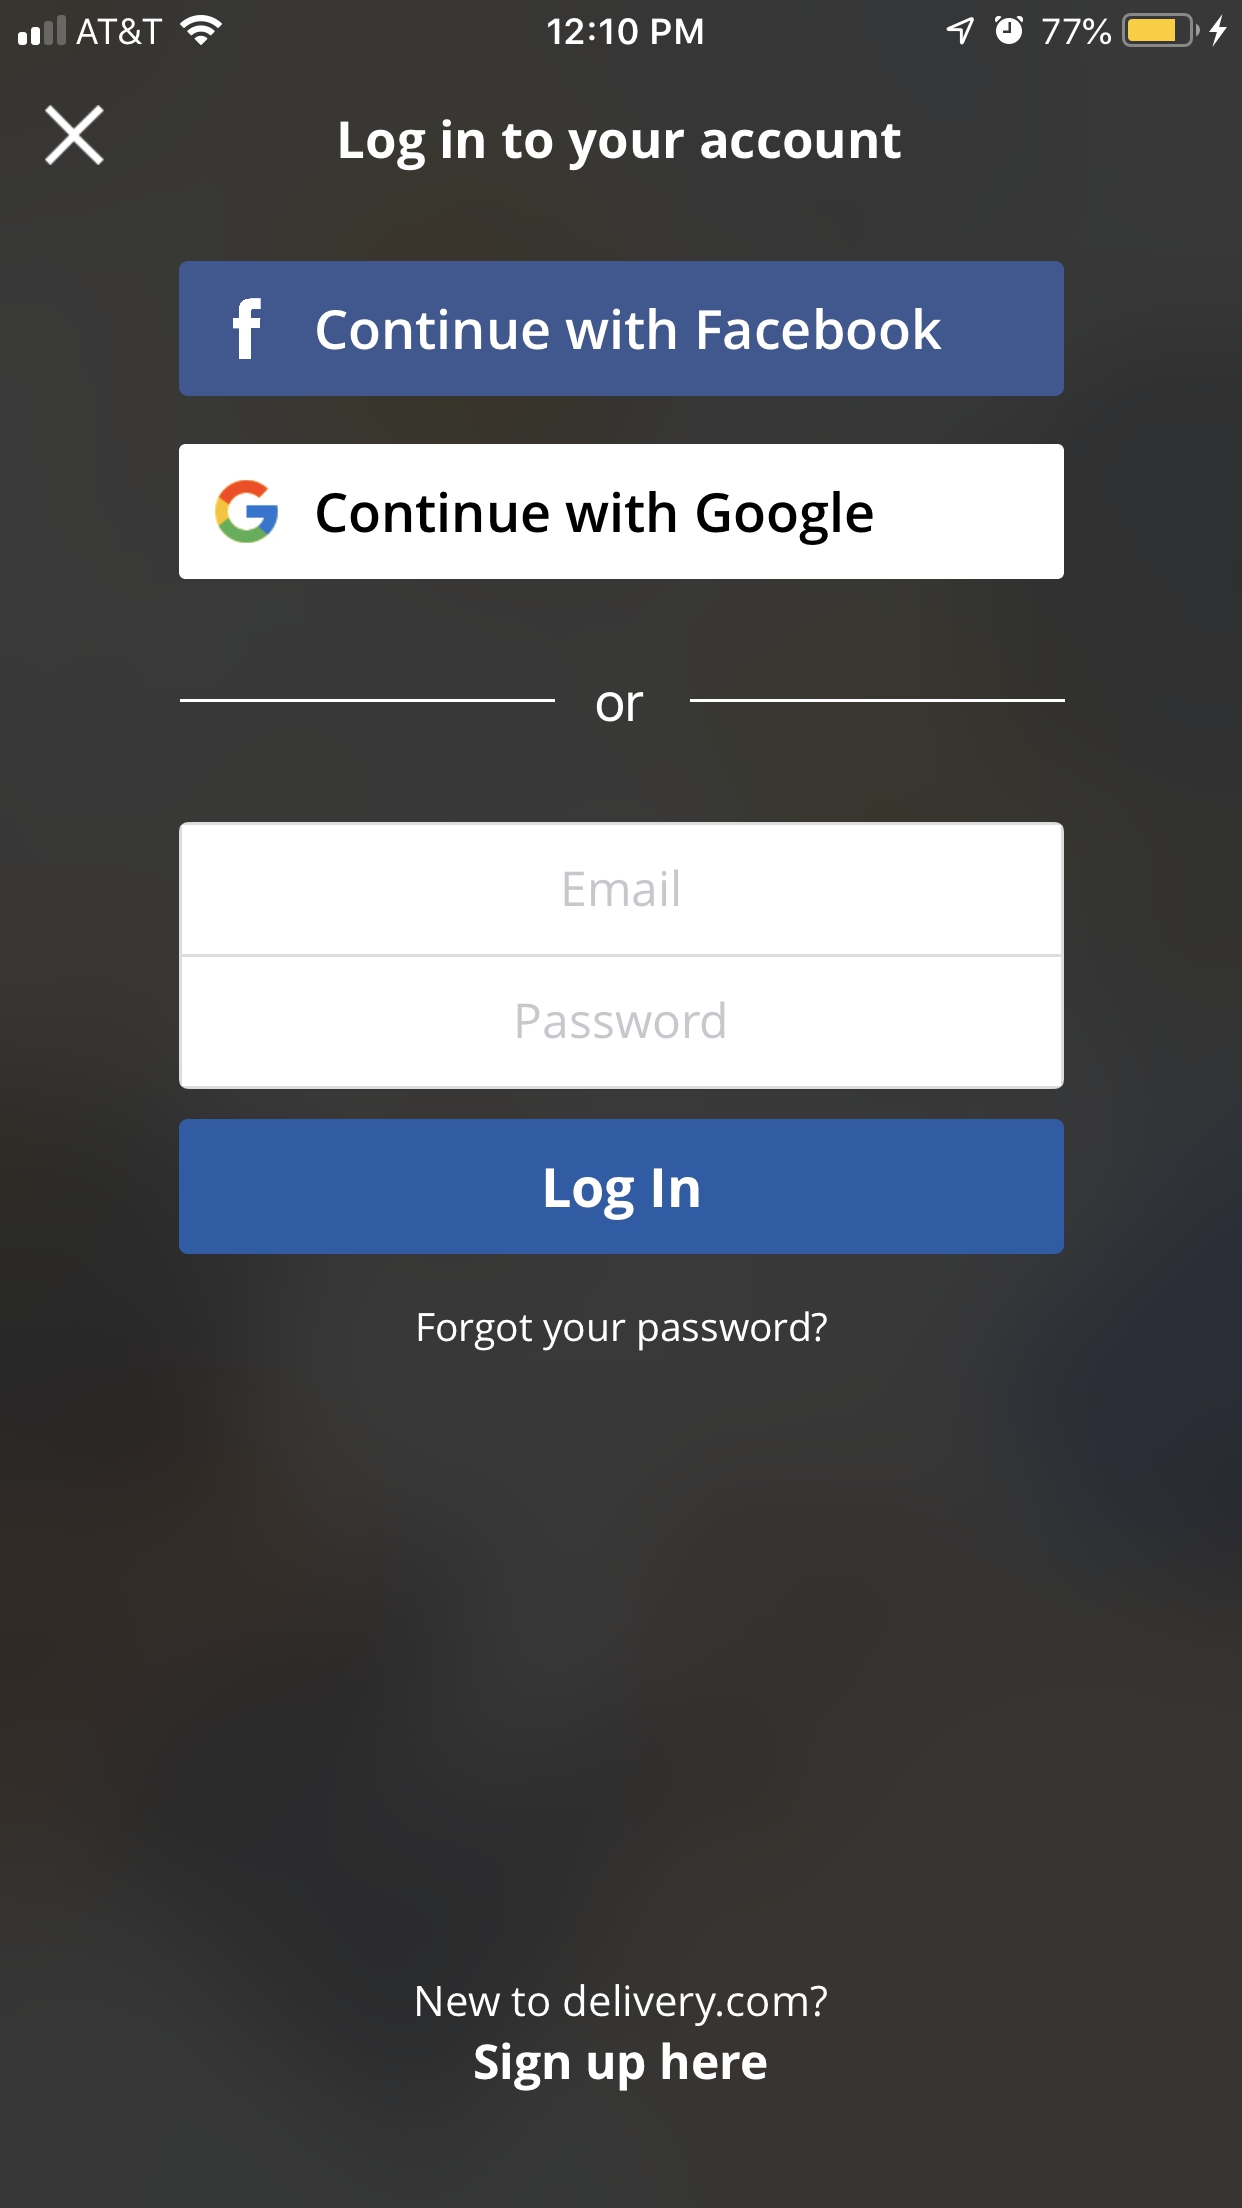 AT&T 12:10 PM 77%
Log in to your account
f Continue with Facebook
G Continue with Google
or
Email
Password
Log In
Forgot your password?
New to delivery.com?
Sign up here